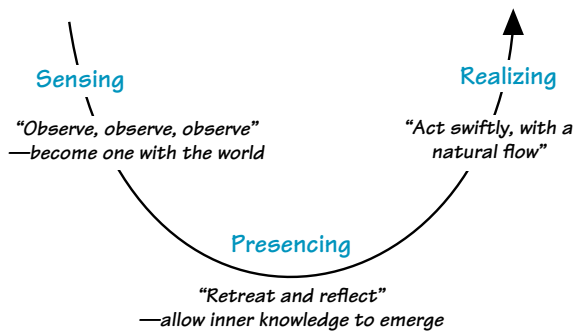 Sensing
“Observe, observe, observe”
—become one with the world
Presencing
“Retreat and reflect”
—allow inner knowledge to emerge
Realizing
“Act swiftly, with a
natural flow”